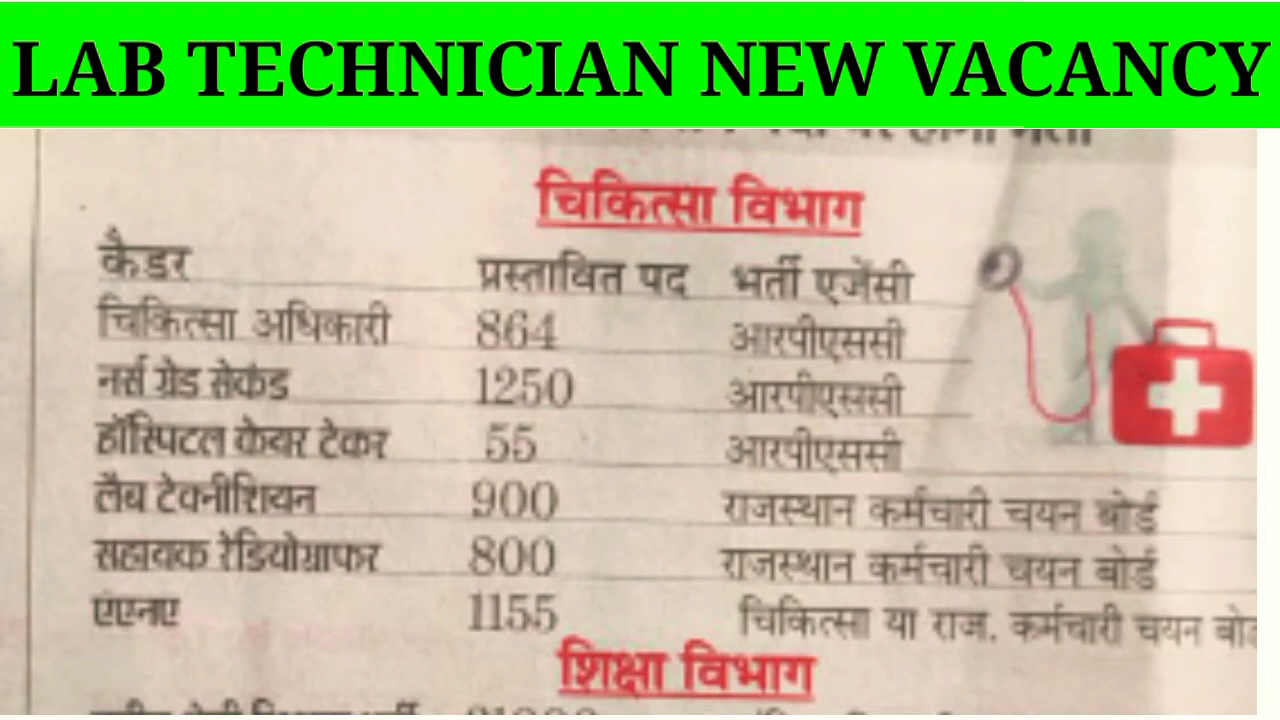 LAB TECHNICIAN NEW VACANCY
चिकित्सा विभाग
कैडर प्रस्तावित पद भर्ती एजेंसी
चिकित्सा अधिकारी 864 आरपीएससी
नर्स ग्रेड सेकंड 1250 आरपीएससी
हॉस्पिटल केयर टेकर 55 आरपीएससी
लैब टेक्नीशियन 900 राजस्थान कर्मचारी चयन बोर्ड
सहायक रेडियोग्राफर 800 राजस्थान कर्मचारी चयन बोर्ड
एएनए 1155 चिकित्सा या राज. कर्मचारी चयन
शिक्षा विभाग